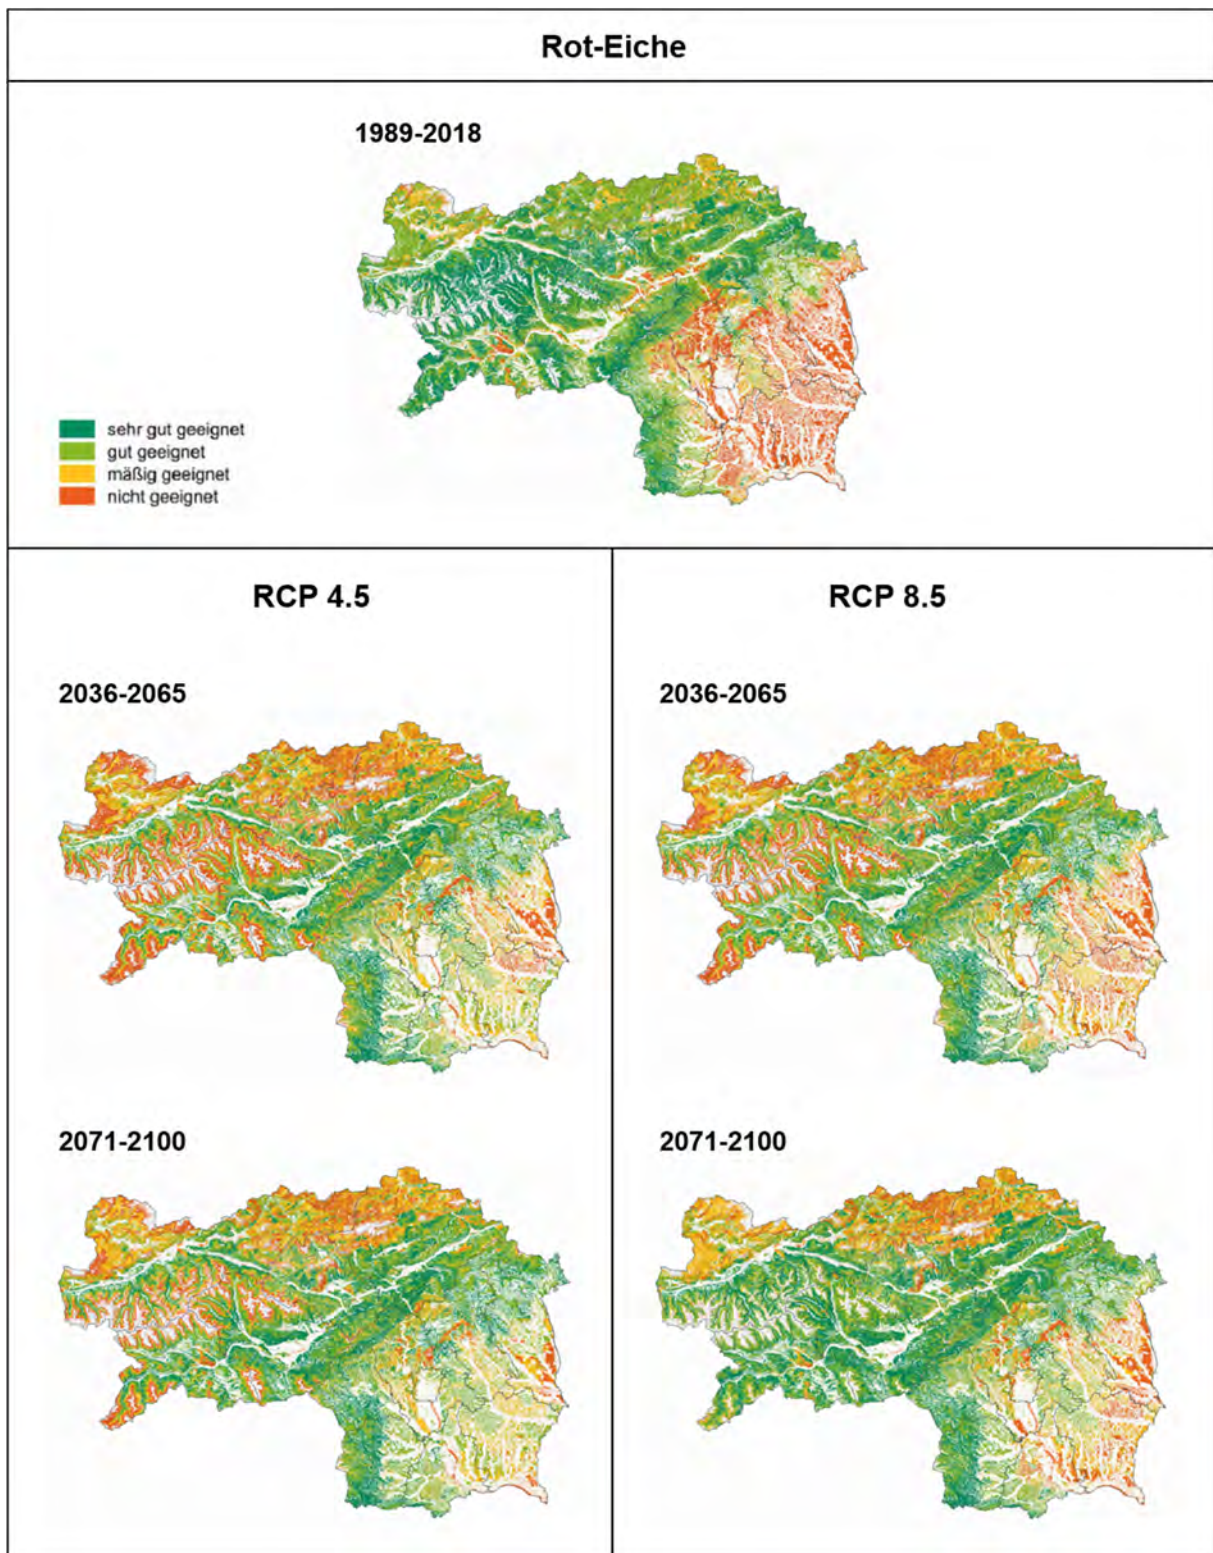 Rot-Eiche
1989-2018
sehr gut geeignet
gut geeignet
mäßig geeignet
nicht geeignet
RCP 4.5
RCP 8.5
2036-2065
2036-2065
2071-2100
2071-2100